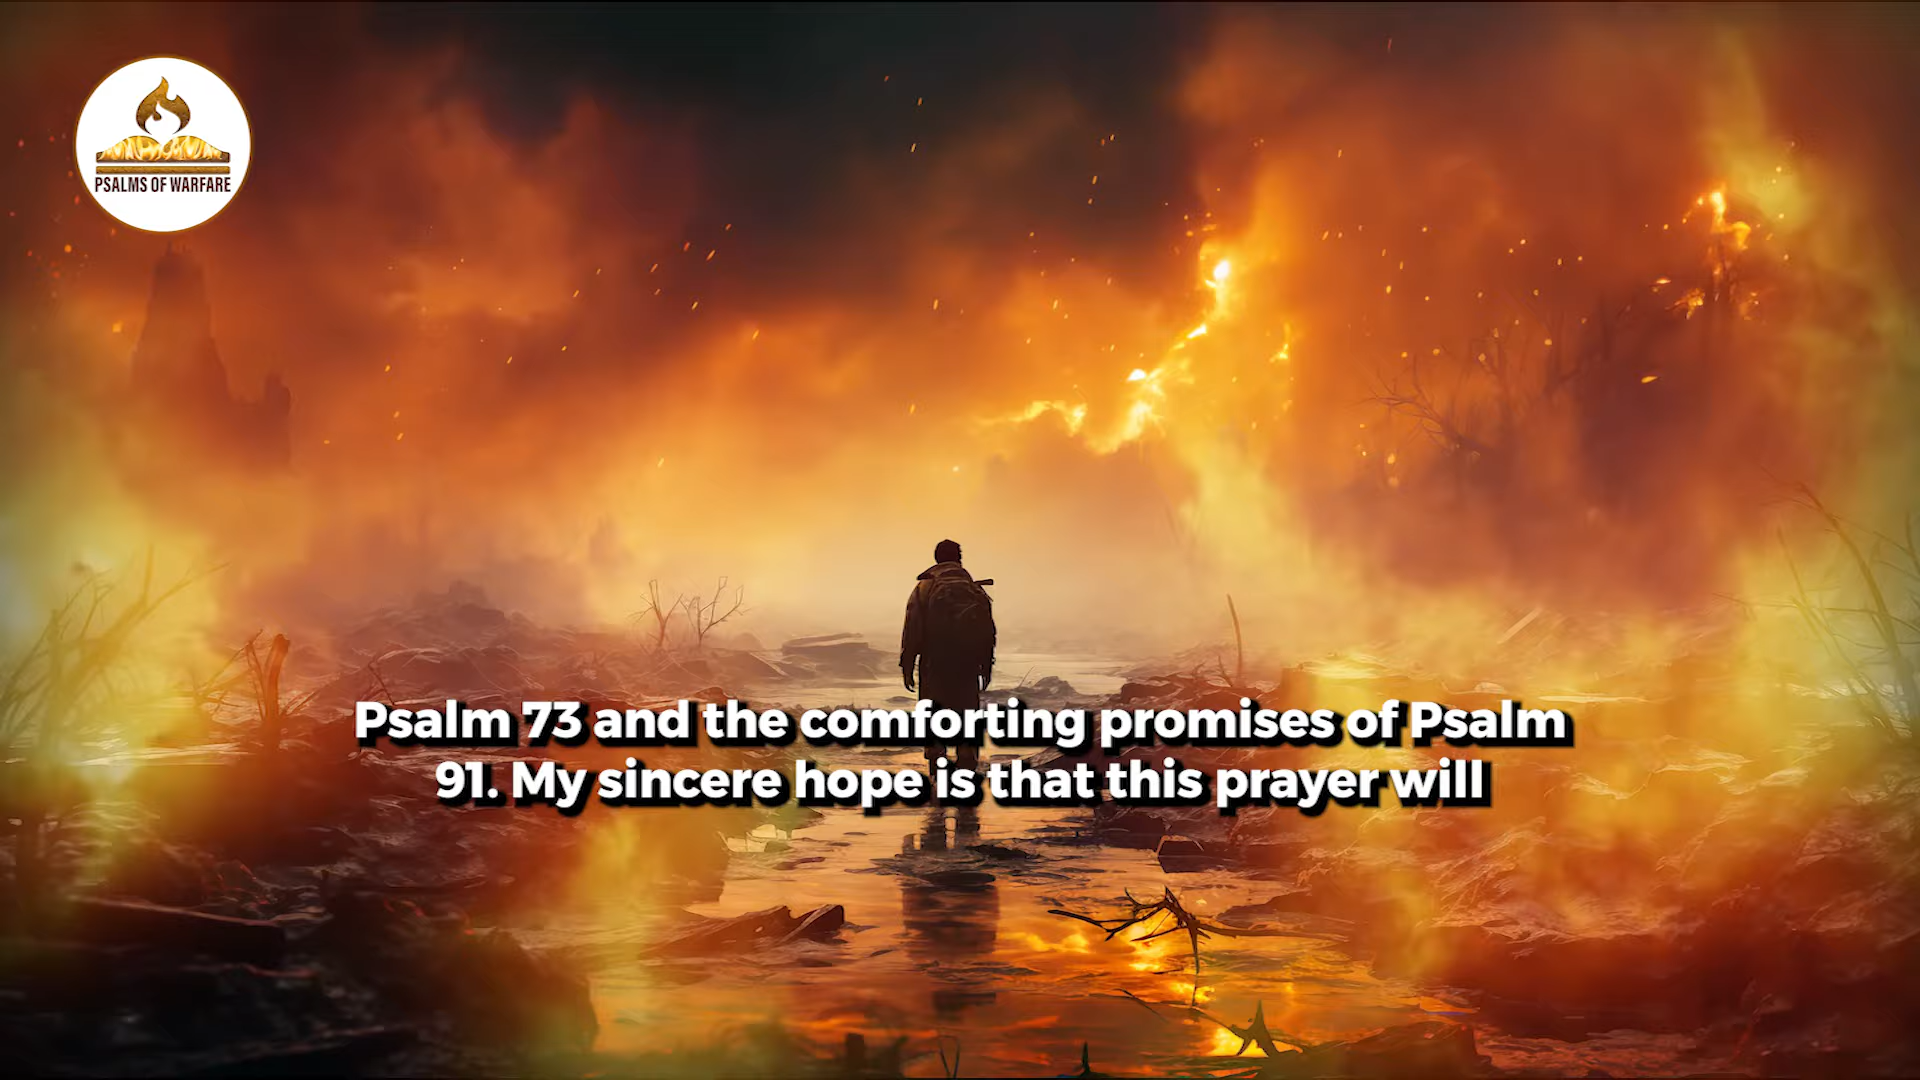 PSALMS OF WARFARE
Psalm 73 and the comforting promises of Psalm
91. My sincere hope is that this prayer will